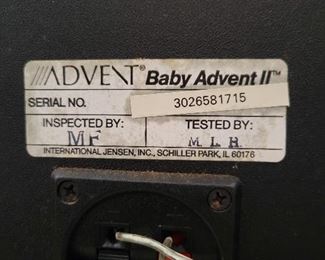 ADVENT® Baby Advent II™
SERIAL NO. 3026581715
INSPECTED BY: TESTED BY:
MF M L R
INTERNATIONAL JENSEN, INC., SCHILLER PARK, IL 60176